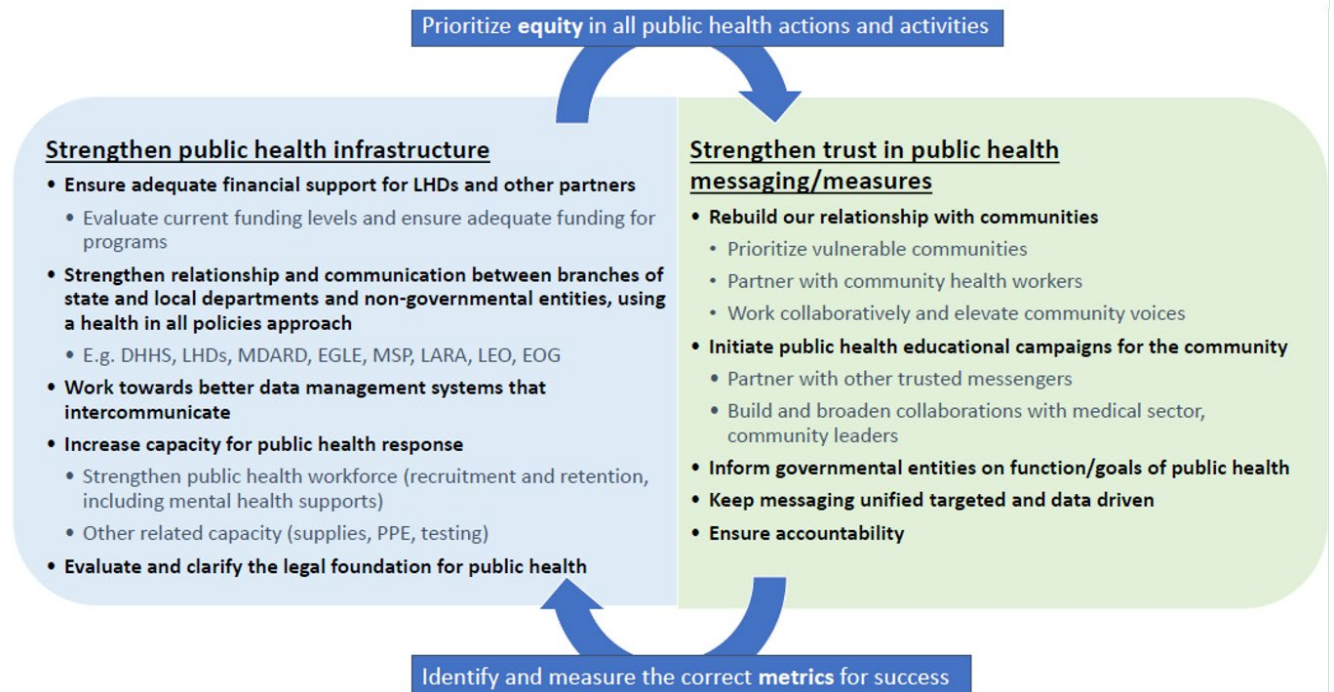 Prioritize equity in all public health actions and activities
Strengthen public health infrastructure
• Ensure adequate financial support for LHDs and other partners
• Evaluate current funding levels and ensure adequate funding for
programs
• Strengthen relationship and communication between branches of
state and local departments and non-governmental entities, using
a health in all policies approach
• E.g. DHHS, LHDs, MDARD, EGLE, MSP, LARA, LEO, EOG
• Work towards better data management systems that
intercommunicate
• Increase capacity for public health response
• Strengthen public health workforce (recruitment and retention,
including mental health supports)
• Other related capacity (supplies, PPE, testing)
• Evaluate and clarify the legal foundation for public health
Strengthen trust in public health
messaging/measures
• Rebuild our relationship with communities
• Prioritize vulnerable communities
• Partner with community health workers
• Work collaboratively and elevate community voices
• Initiate public health educational campaigns for the community
• Partner with other trusted messengers
• Build and broaden collaborations with medical sector,
community leaders
• Inform governmental entities on function/goals of public health
• Keep messaging unified targeted and data driven
• Ensure accountability
Identify and measure the correct metrics for success